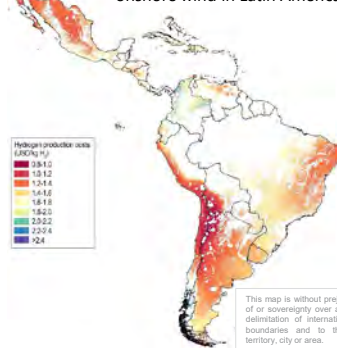 onshore wind in Latin America
Hydrogen production costs
(USD/kg H₂)
0.8-1.0
1.0-1.2
1.2-1.4
1.4-1.6
1.6-1.8
1.8-2.0
2.0-2.2
2.2-2.4
>2.4
This map is without prej
of or sovereignty over a
delimitation of internati
boundaries and to th
territory, city or area.